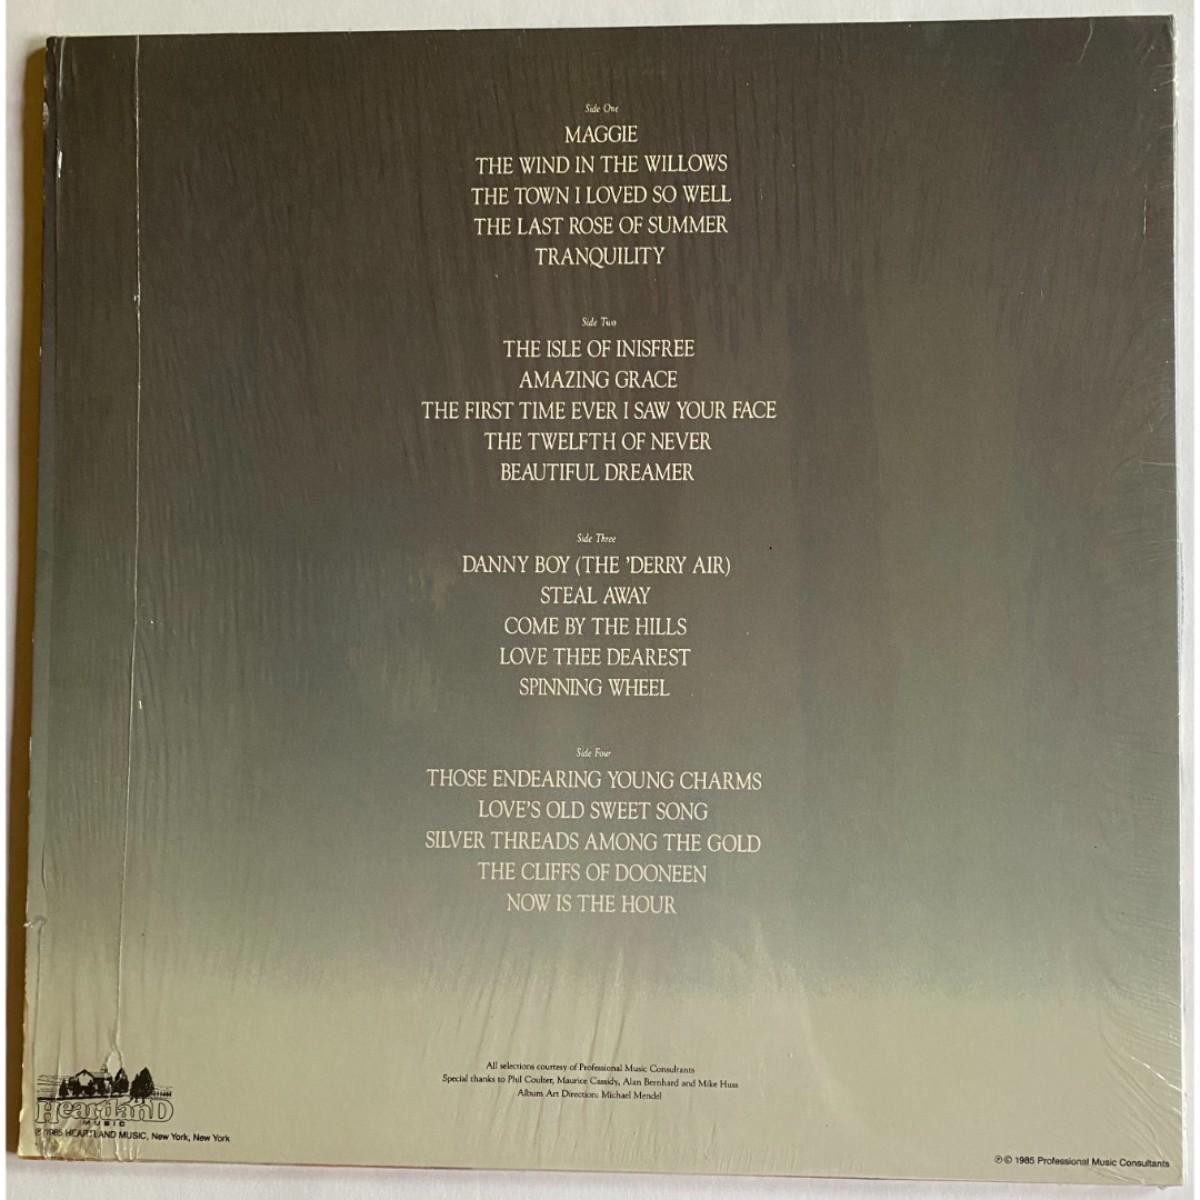 Side One
MAGGIE
THE WIND IN THE WILLOWS
THE TOWN I LOVED SO WELL
THE LAST ROSE OF SUMMER
TRANQUILITY
Side Two
THE ISLE OF INISFREE
AMAZING GRACE
THE FIRST TIME EVER I SAW YOUR FACE
THE TWELFTH OF NEVER
BEAUTIFUL DREAMER
Side Three
DANNY BOY (THE 'DERRY AIR)
STEAL AWAY
COME BY THE HILLS
LOVE THEE DEAREST
SPINNING WHEEL
Side Four
THOSE ENDEARING YOUNG CHARMS
LOVE'S OLD SWEET SONG
SILVER THREADS AMONG THE GOLD
THE CLIFFS OF DOONEEN
NOW IS THE HOUR
All selections courtesy of Professional Music Consultants
Special thanks to Phil Coulter, Maurice Cassidy, Alan Bernhard and Mike Huss
Album Art Direction: Michael Mendel
HeartlanD
MUSIC
℗ 1985 HEARTLAND MUSIC, New York, New York
℗© 1985 Professional Music Consultants